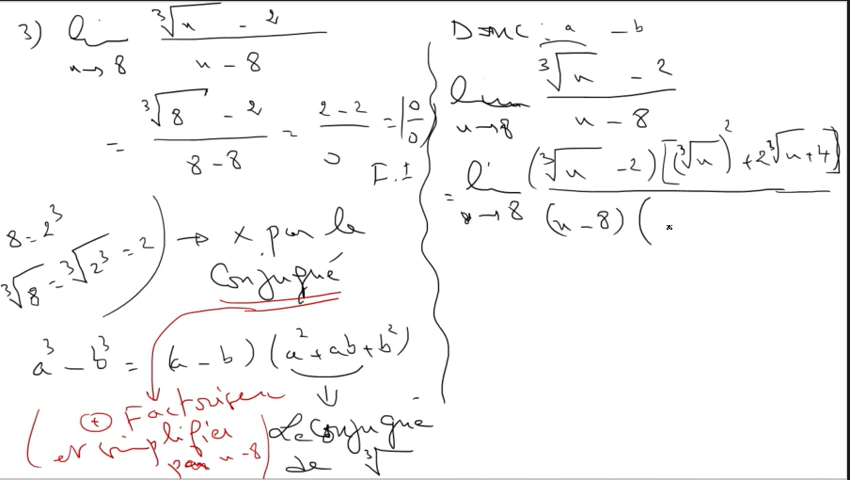 3) lim ∛x - 2 / x - 8
x→8
= ∛8 - 2 / 8 - 8 = 2 - 2 / 0 = 0/0
F.I
8 = 2³
∛8 = ∛2³ = 2
→ x par le
Conjugué
a³ - b³ = (a - b)(a² + ab + b²)
(+ Factoriser
et simplifier
par x - 8)
Le Conjugué
de ∛
DONC : a - b
lim ∛x - 2 / x - 8
x→8
= lim (∛x - 2)[(∛x)² + 2∛x + 4] / (x - 8)(
x→8